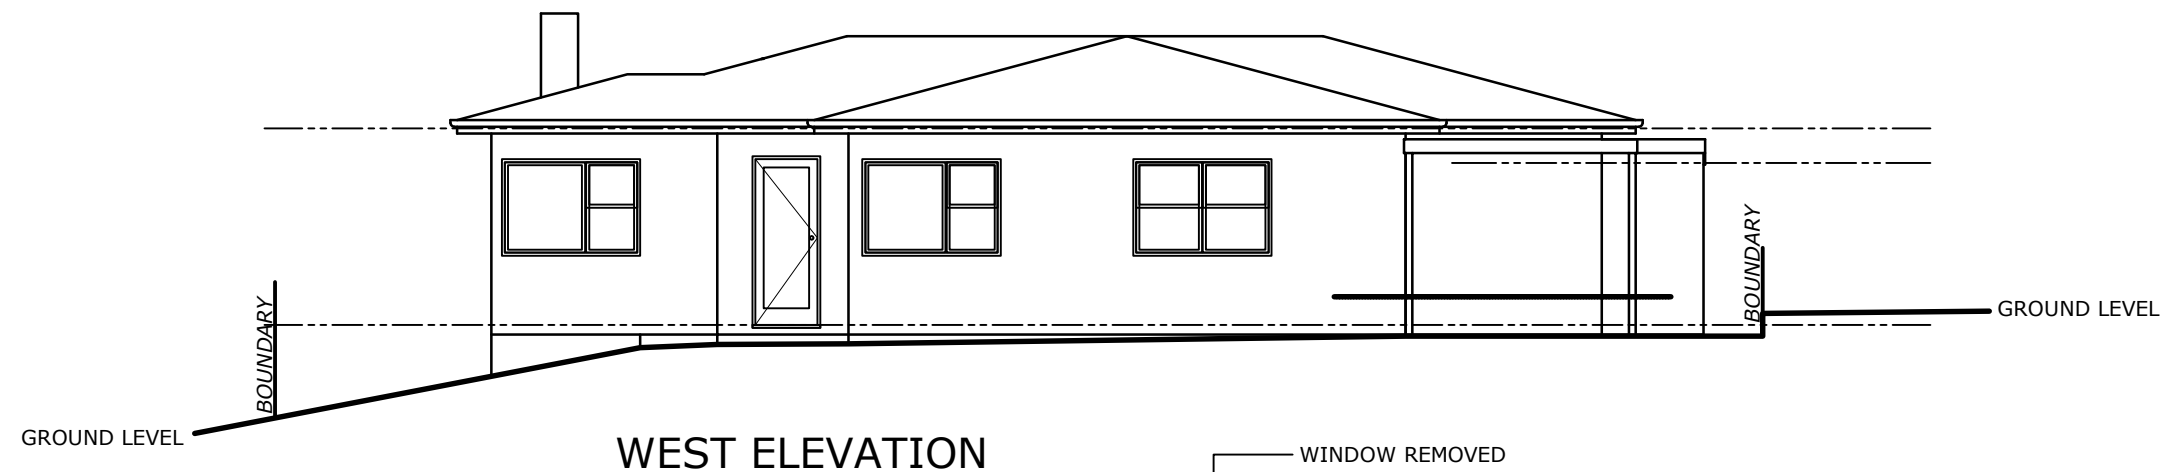 BOUNDARY
BOUNDARY
GROUND LEVEL
GROUND LEVEL
WEST ELEVATION
WINDOW REMOVED